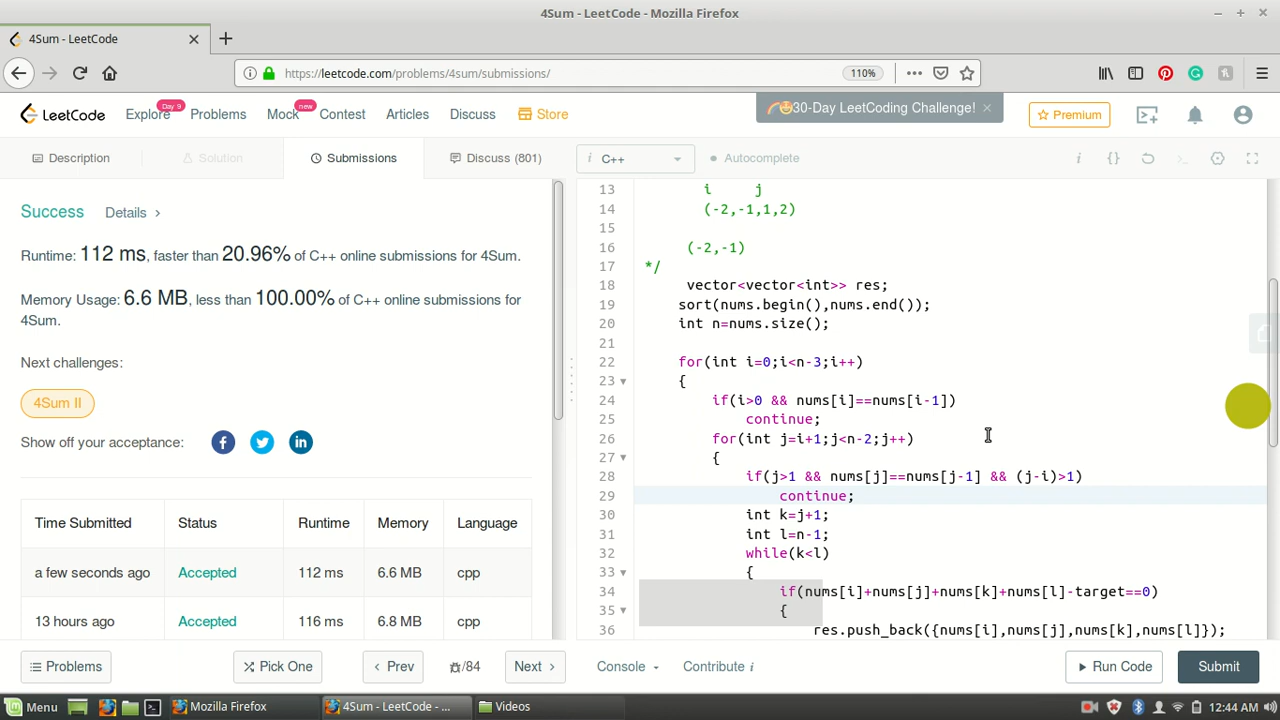 4Sum - LeetCode - Mozilla Firefox
4Sum - LeetCode
https://leetcode.com/problems/4sum/submissions/
110%
LeetCode
Explore
Day 9
Problems
Mock
new
Contest
Articles
Discuss
Store
30-Day LeetCoding Challenge!
Premium
Description
Solution
Submissions
Discuss (801)
i C++
Autocomplete
Success
Details >
Runtime: 112 ms, faster than 20.96% of C++ online submissions for 4Sum.
Memory Usage: 6.6 MB, less than 100.00% of C++ online submissions for
4Sum.
Next challenges:
4Sum II
Show off your acceptance:
Time Submitted Status Runtime Memory Language
a few seconds ago Accepted 112 ms 6.6 MB cpp
13 hours ago Accepted 116 ms 6.8 MB cpp
13 i j
14 (-2,-1,1,2)
15
16 (-2,-1)
17 */
18 vector<vector<int>> res;
19 sort(nums.begin(),nums.end());
20 int n=nums.size();
21
22 for(int i=0;i<n-3;i++)
23 {
24 if(i>0 && nums[i]==nums[i-1])
25 continue;
26 for(int j=i+1;j<n-2;j++)
27 {
28 if(j>1 && nums[j]==nums[j-1] && (j-i)>1)
29 continue;
30 int k=j+1;
31 int l=n-1;
32 while(k<l)
33 {
34 if(nums[i]+nums[j]+nums[k]+nums[l]-target==0)
35 {
36 res.push_back({nums[i],nums[j],nums[k],nums[l]});
Problems
Pick One
Prev
/84
Next
Console
Contribute i
Run Code
Submit
Menu
Mozilla Firefox
4Sum - LeetCode - ...
Videos
12:44 AM